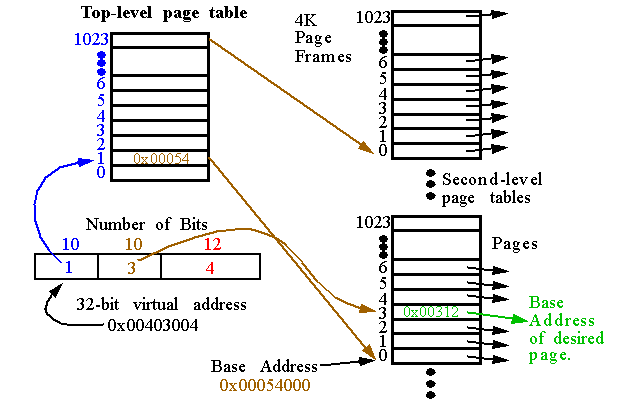 Top-level page table
1023
6
5
4
3
2
1
0
0x00054
4K
Page
Frames
1023
6
5
4
3
2
1
0
Second-level
page tables
Number of Bits
10 10 12
1 3 4
32-bit virtual address
0x00403004
Base Address
0x00054000
1023
6
5
4
3
2
1
0
0x00312
Pages
Base
Address
of desired
page.